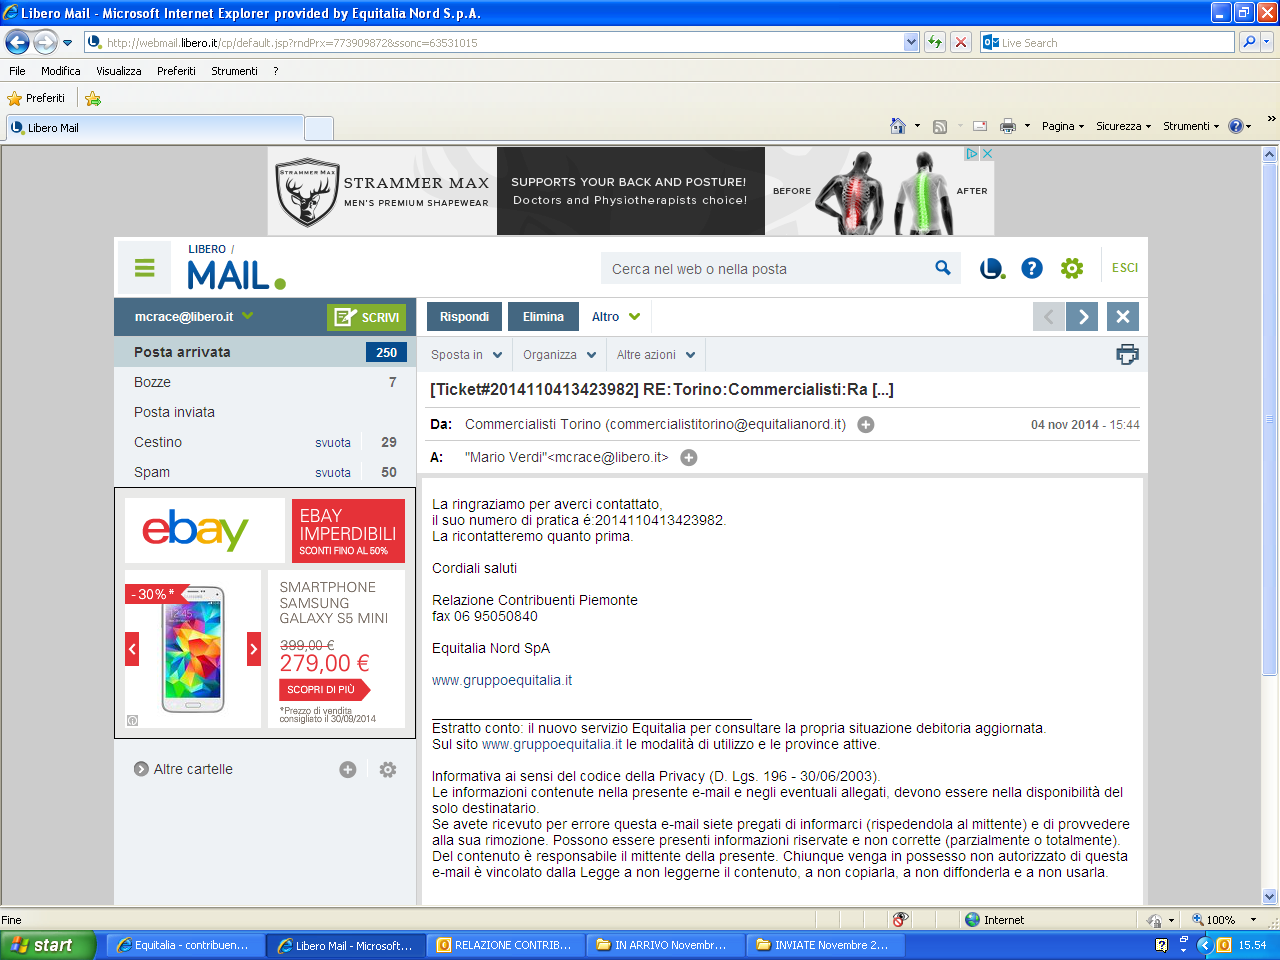 Libero Mail - Microsoft Internet Explorer provided by Equitalia Nord S.p.A.
http://webmail.libero.it/cp/default.jsp?rndPrx=773909872&ssonc=63531015
Live Search
File Modifica Visualizza Preferiti Strumenti ?
Preferiti
Libero Mail
Pagina Sicurezza Strumenti »
STRAMMER MAX
STRAMMER MAX
MEN'S PREMIUM SHAPEWEAR
SUPPORTS YOUR BACK AND POSTURE!
Doctors and Physiotherapists choice!
BEFORE
AFTER
LIBERO /
MAIL
Cerca nel web o nella posta
ESCI
mcrace@libero.it
SCRIVI
Rispondi Elimina Altro
Posta arrivata 250
Bozze 7
Posta inviata
Cestino svuota 29
Spam svuota 50
ebay
EBAY
IMPERDIBILI
SCONTI FINO AL 50%
-30%*
SMARTPHONE
SAMSUNG
GALAXY S5 MINI
399,00 €
279,00 €
SCOPRI DI PIÙ
*Prezzo di vendita
consigliato il 30/09/2014
Altre cartelle
Sposta in Organizza Altre azioni
[Ticket#2014110413423982] RE:Torino:Commercialisti:Ra [...]
Da: Commercialisti Torino (commercialistitorino@equitalianord.it) 04 nov 2014 - 15:44
A: "Mario Verdi"<mcrace@libero.it>
La ringraziamo per averci contattato,
il suo numero di pratica é:2014110413423982.
La ricontatteremo quanto prima.
Cordiali saluti
Relazione Contribuenti Piemonte
fax 06 95050840
Equitalia Nord SpA
www.gruppoequitalia.it
Estratto conto: il nuovo servizio Equitalia per consultare la propria situazione debitoria aggiornata.
Sul sito www.gruppoequitalia.it le modalità di utilizzo e le province attive.
Informativa ai sensi del codice della Privacy (D. Lgs. 196 - 30/06/2003).
Le informazioni contenute nella presente e-mail e negli eventuali allegati, devono essere nella disponibilità del
solo destinatario.
Se avete ricevuto per errore questa e-mail siete pregati di informarci (rispedendola al mittente) e di provvedere
alla sua rimozione. Possono essere presenti informazioni riservate e non corrette (parzialmente o totalmente).
Del contenuto è responsabile il mittente della presente. Chiunque venga in possesso non autorizzato di questa
e-mail è vincolato dalla Legge a non leggerne il contenuto, a non copiarla, a non diffonderla e a non usarla.
Fine Internet 100%
start Equitalia - contribuen... Libero Mail - Microsoft... RELAZIONE CONTRIB... IN ARRIVO Novembr... INVIATE Novembre 2... 15.54